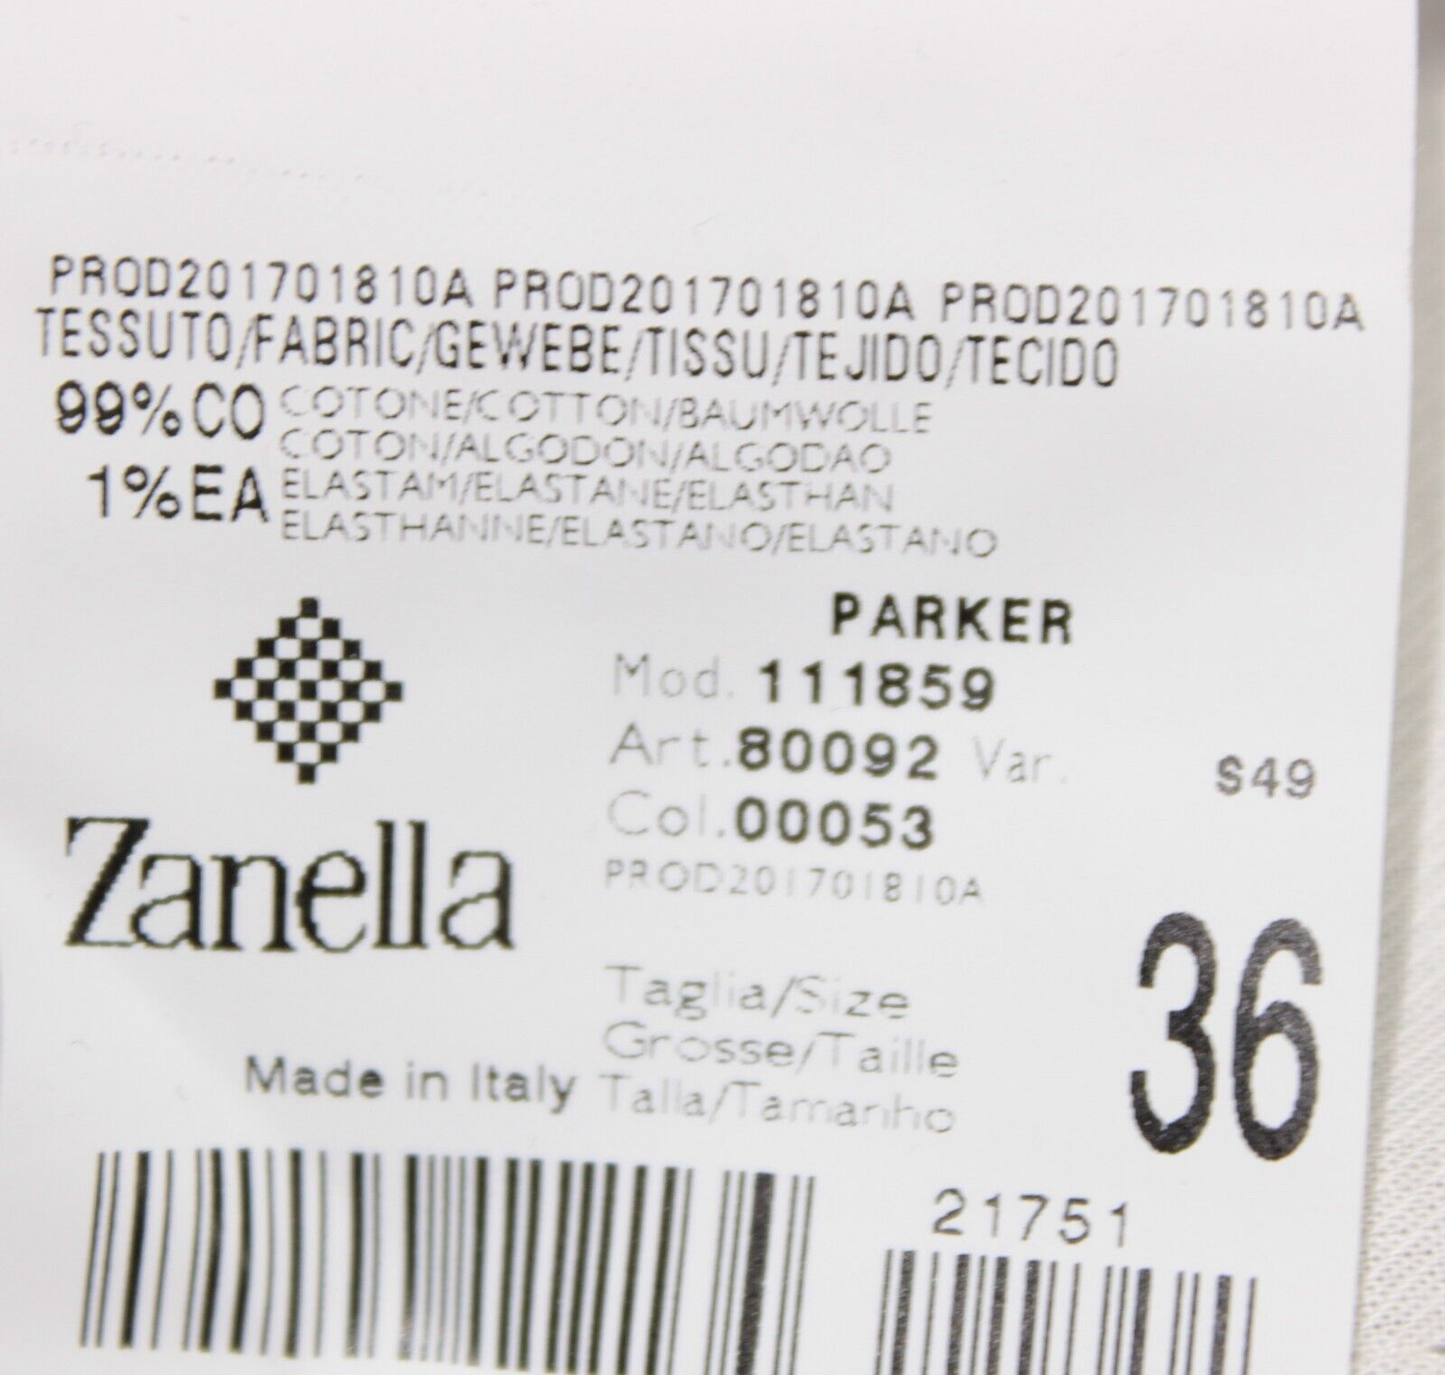 PROD201701810A PROD201701810A PROD201701810A
TESSUTO/FABRIC/GEWEBE/TISSU/TEJIDO/TECIDO
99%CO COTONE/COTTON/BAUMWOLLE
COTON/ALGODON/ALGODAO
1%EA ELASTAM/ELASTANE/ELASTHAN
ELASTHANNE/ELASTANO/ELASTANO
PARKER
Mod. 111859
Art.80092 Var. S49
Col.00053
PROD201701810A
Zanella
36
Taglia/Size
Grosse/Taille
Made in Italy Talla/Tamanho
21751